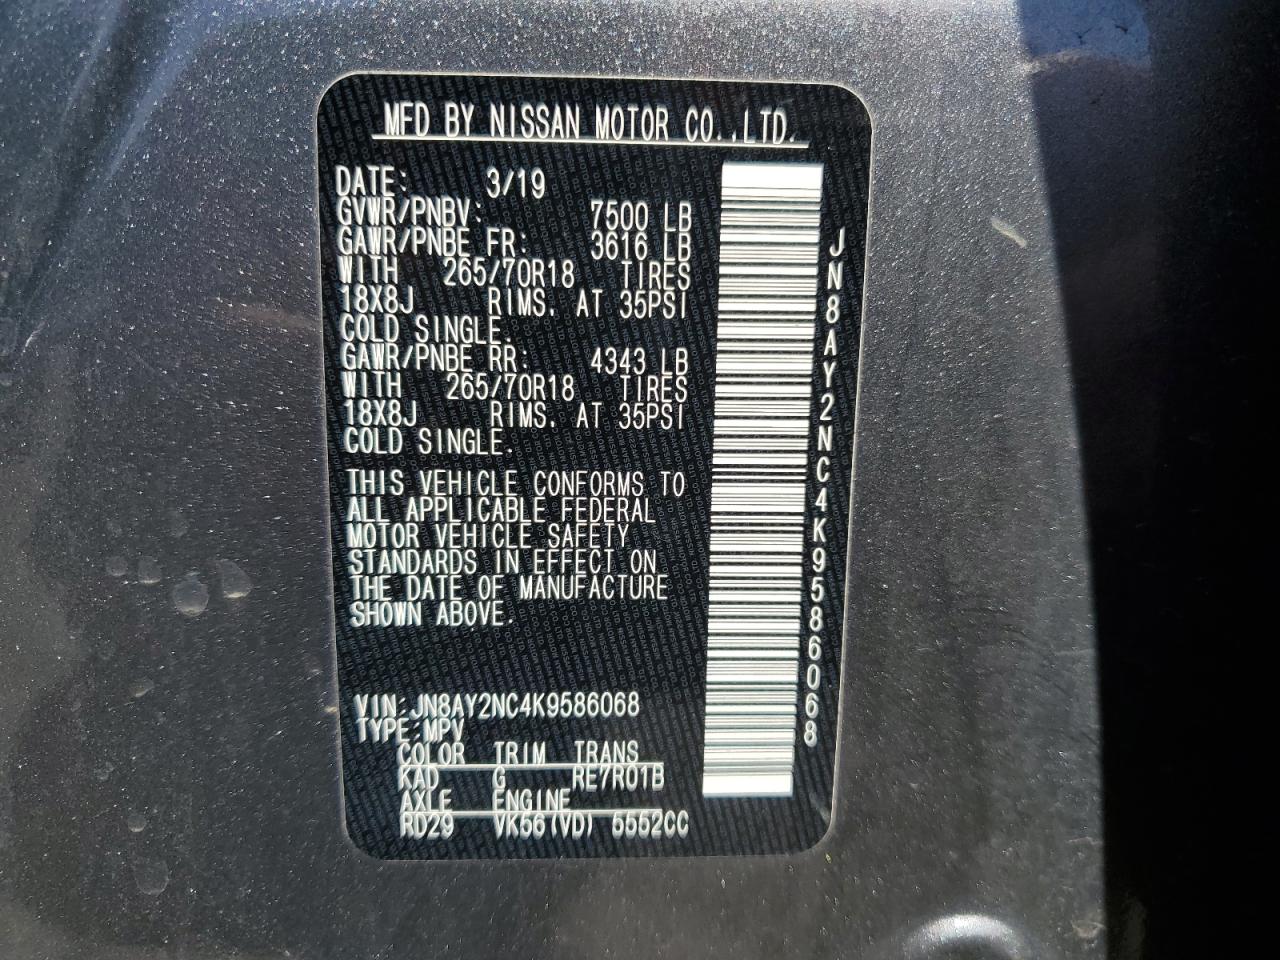 MFD BY NISSAN MOTOR CO.,LTD.
DATE: 3/19
GVWR/PNBV: 7500 LB
GAWR/PNBE FR: 3616 LB
WITH 265/70R18 TIRES
18X8J RIMS. AT 35PSI
COLD SINGLE.
GAWR/PNBE RR: 4343 LB
WITH 265/70R18 TIRES
18X8J RIMS. AT 35PSI
COLD SINGLE.
THIS VEHICLE CONFORMS TO
ALL APPLICABLE FEDERAL
MOTOR VEHICLE SAFETY
STANDARDS IN EFFECT ON
THE DATE OF MANUFACTURE
SHOWN ABOVE.
VIN:JN8AY2NC4K9586068
TYPE:MPV
COLOR TRIM TRANS
KAD G RE7R01B
AXLE ENGINE
RD29 VK56(VD) 5552CC
JN8AY2NC4K9586068